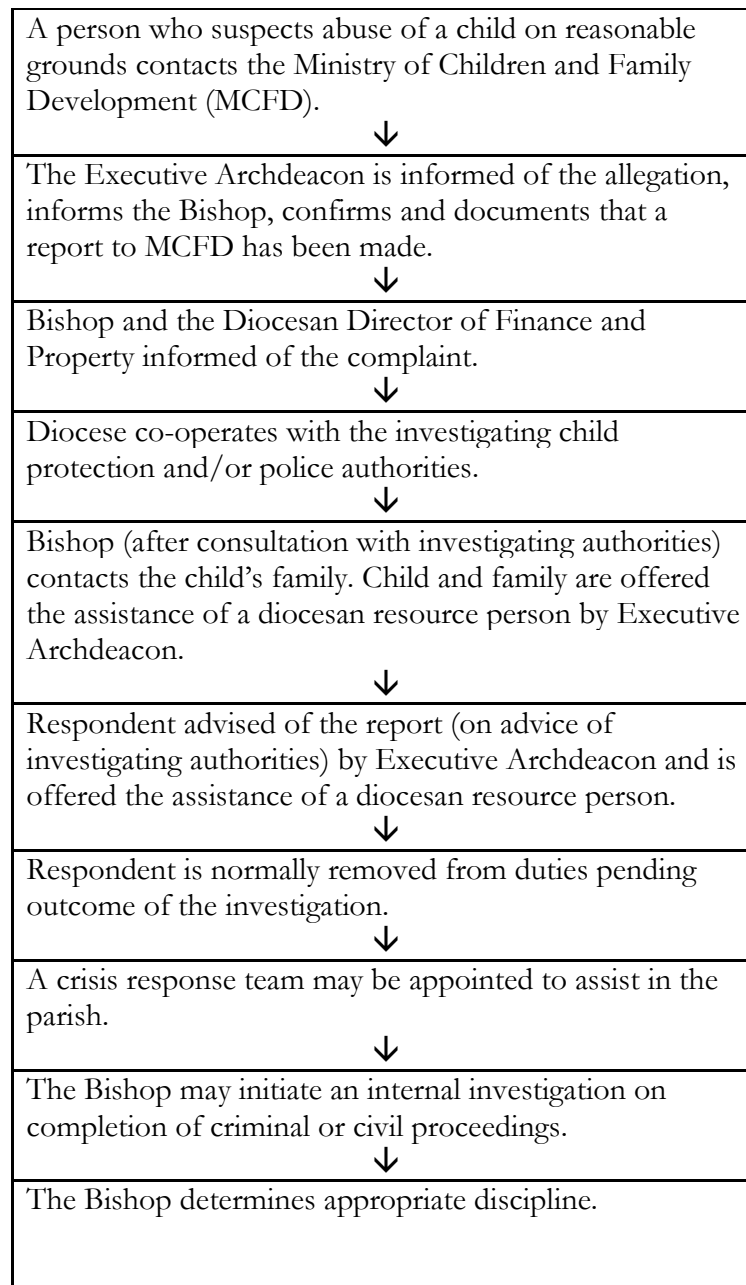 A person who suspects abuse of a child on reasonable
grounds contacts the Ministry of Children and Family
Development (MCFD).
↓
The Executive Archdeacon is informed of the allegation,
informs the Bishop, confirms and documents that a
report to MCFD has been made.
↓
Bishop and the Diocesan Director of Finance and
Property informed of the complaint.
↓
Diocese co-operates with the investigating child
protection and/or police authorities.
↓
Bishop (after consultation with investigating authorities)
contacts the child's family. Child and family are offered
the assistance of a diocesan resource person by Executive
Archdeacon.
↓
Respondent advised of the report (on advice of
investigating authorities) by Executive Archdeacon and is
offered the assistance of a diocesan resource person.
↓
Respondent is normally removed from duties pending
outcome of the investigation.
↓
A crisis response team may be appointed to assist in the
parish.
↓
The Bishop may initiate an internal investigation on
completion of criminal or civil proceedings.
↓
The Bishop determines appropriate discipline.